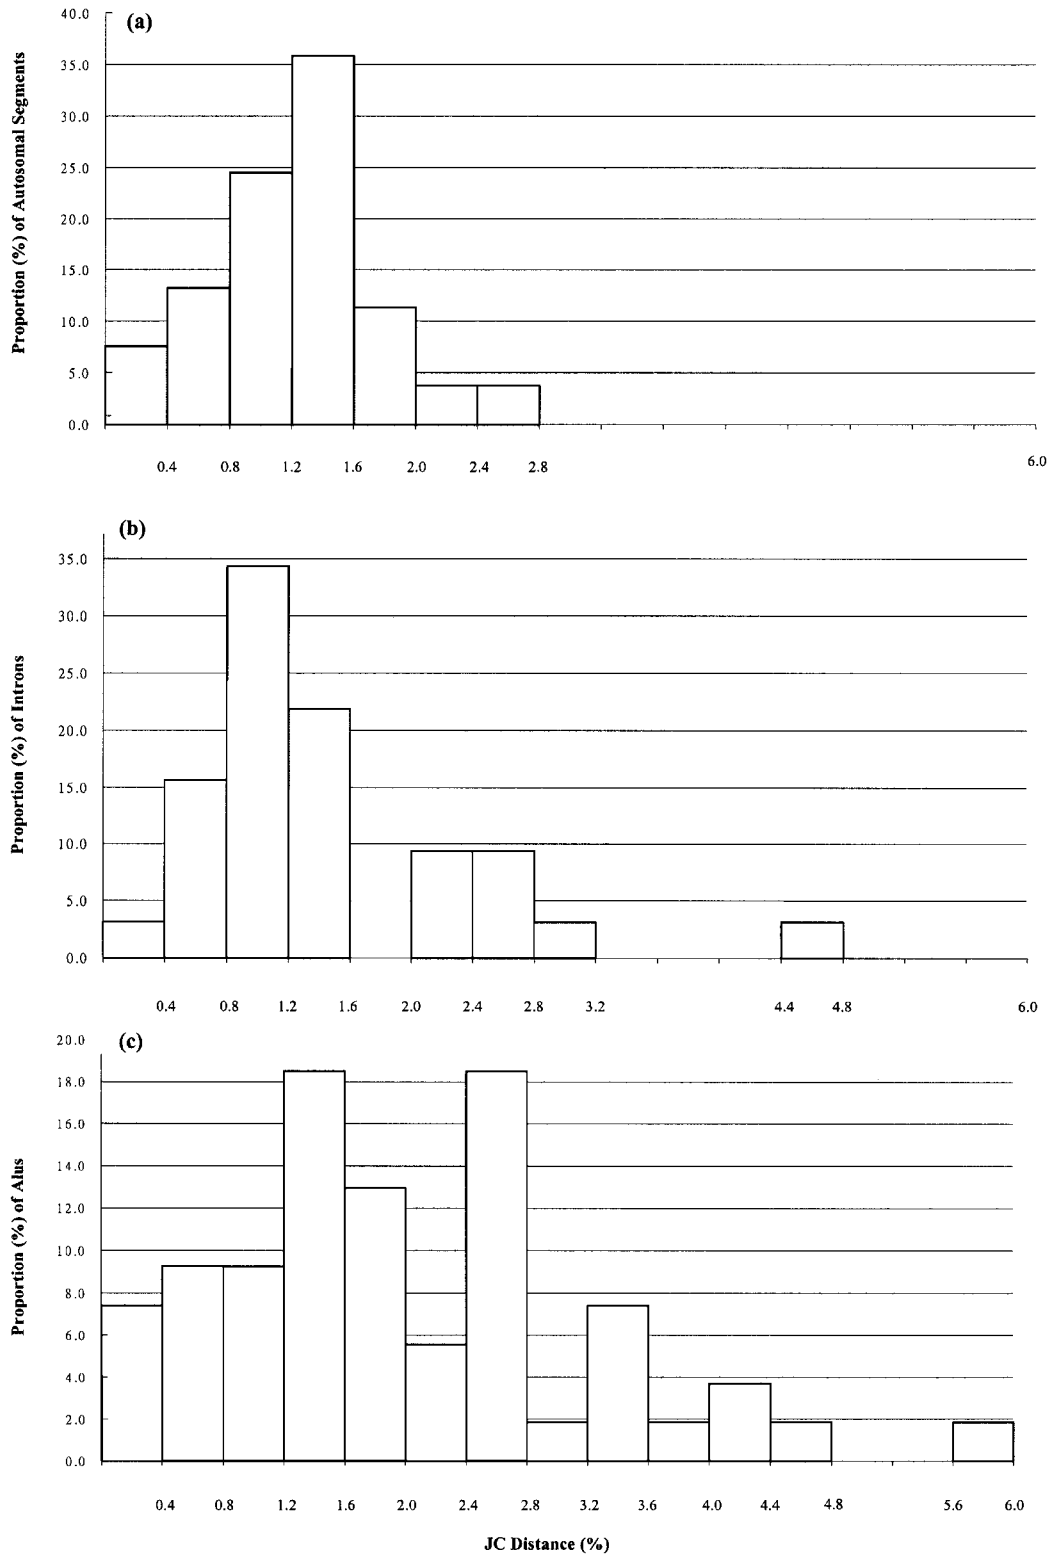 (a)
Proportion (%) of Autosomal Segments
40.0
35.0
30.0
25.0
20.0
15.0
10.0
5.0
0.0
0.4 0.8 1.2 1.6 2.0 2.4 2.8 6.0
(b)
Proportion (%) of Introns
35.0
30.0
25.0
20.0
15.0
10.0
5.0
0.0
0.4 0.8 1.2 1.6 2.0 2.4 2.8 3.2 4.4 4.8 6.0
(c)
Proportion (%) of Alus
20.0
18.0
16.0
14.0
12.0
10.0
8.0
6.0
4.0
2.0
0.0
0.4 0.8 1.2 1.6 2.0 2.4 2.8 3.2 3.6 4.0 4.4 4.8 5.6 6.0
JC Distance (%)